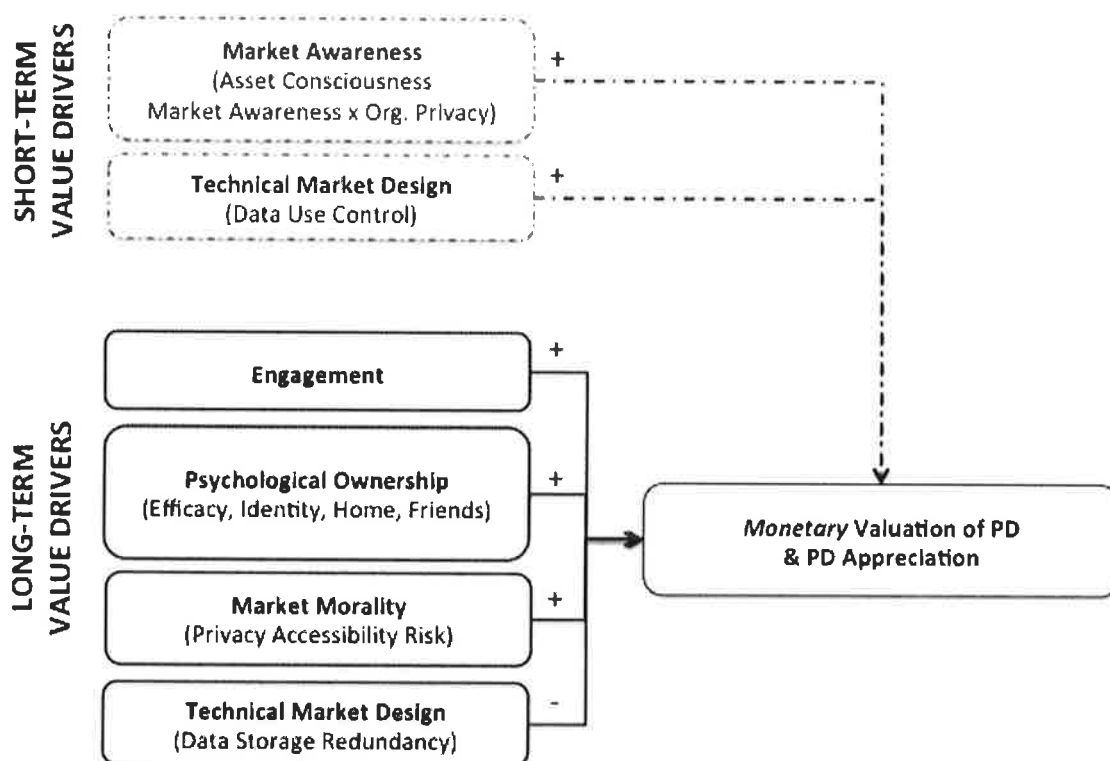 SHORT-TERM
VALUE DRIVERS
Market Awareness
(Asset Consciousness
Market Awareness x Org. Privacy)
+
Technical Market Design
(Data Use Control)
+
LONG-TERM
VALUE DRIVERS
Engagement
+
Psychological Ownership
(Efficacy, Identity, Home, Friends)
+
Market Morality
(Privacy Accessibility Risk)
+
Technical Market Design
(Data Storage Redundancy)
-
Monetary Valuation of PD
& PD Appreciation